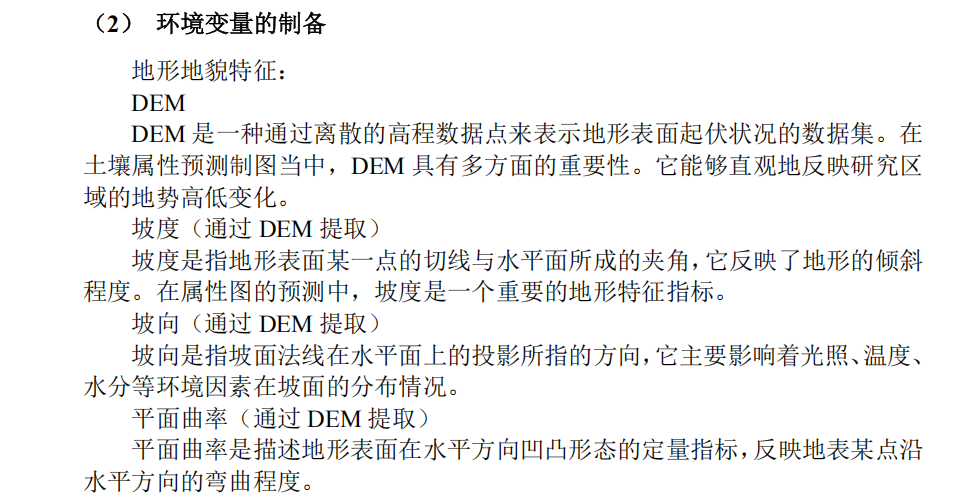 （2） 环境变量的制备
地形地貌特征：
DEM
DEM 是一种通过离散的高程数据点来表示地形表面起伏状况的数据集。在
土壤属性预测制图当中，DEM 具有多方面的重要性。它能够直观地反映研究区
域的地势高低变化。
坡度（通过 DEM 提取）
坡度是指地形表面某一点的切线与水平面所成的夹角，它反映了地形的倾斜
程度。在属性图的预测中，坡度是一个重要的地形特征指标。
坡向（通过 DEM 提取）
坡向是指坡面法线在水平面上的投影所指的方向，它主要影响着光照、温度、
水分等环境因素在坡面的分布情况。
平面曲率（通过 DEM 提取）
平面曲率是描述地形表面在水平方向凹凸形态的定量指标，反映地表某点沿
水平方向的弯曲程度。